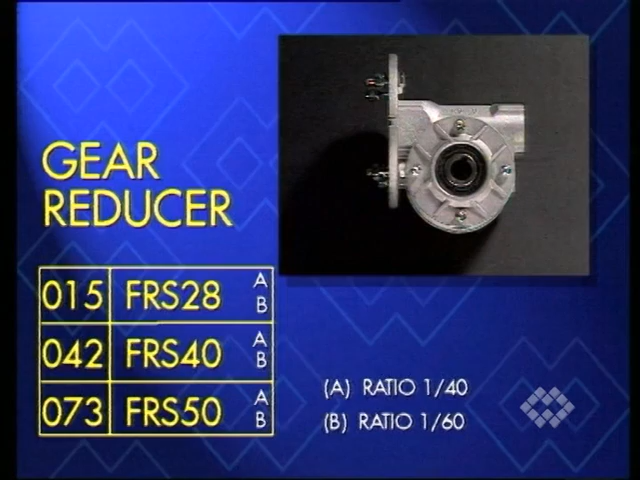 GEAR
REDUCER
015 FRS28 A
B
042 FRS40 A
B
073 FRS50 A
B
(A) RATIO 1/40
(B) RATIO 1/60